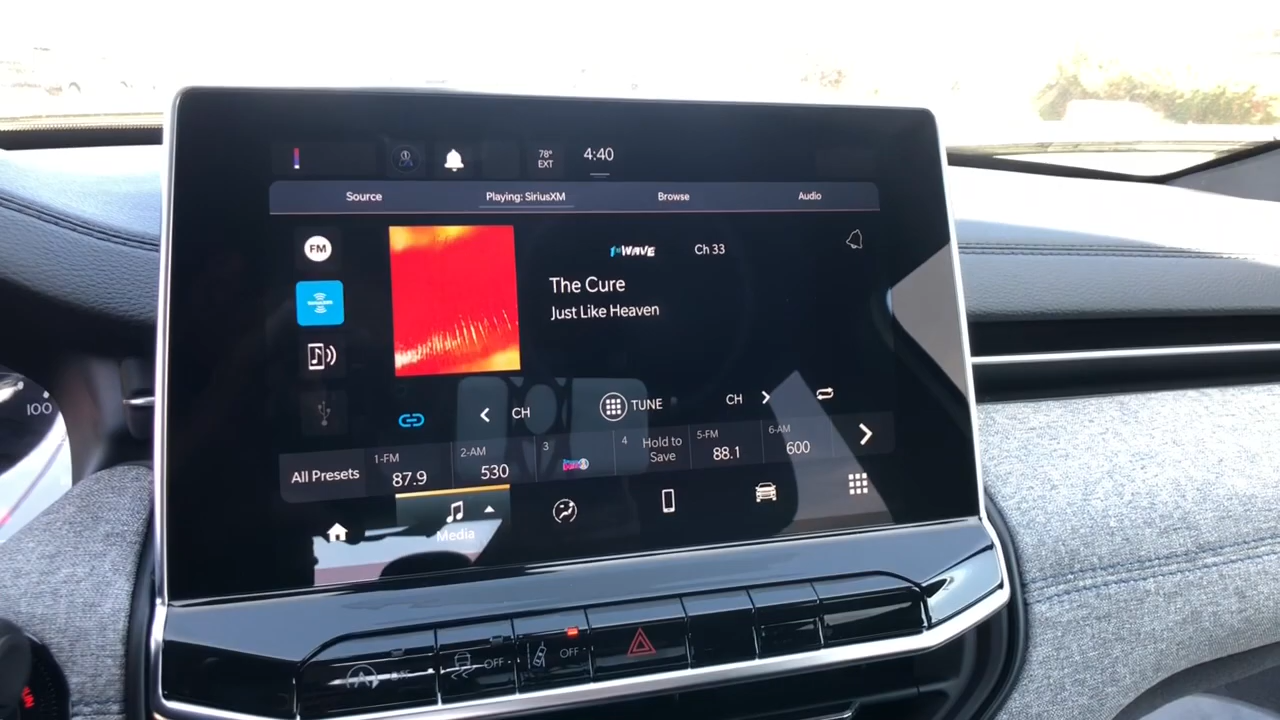 78°
EXT
4:40
Source
Playing: SiriusXM
Browse
Audio
FM
1st WAVE
Ch 33
The Cure
Just Like Heaven
CH
TUNE
CH
All Presets
1-FM
87.9
2-AM
530
3
4
Hold to
Save
5-FM
88.1
6-AM
600
Media
100
OFF
OFF